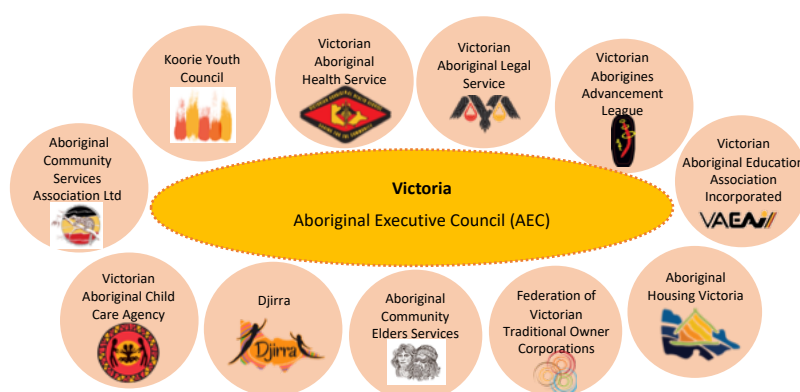 Koorie Youth
Council
Victorian
Aboriginal
Health Service
Victorian
Aboriginal Legal
Service
Victorian
Aborigines
Advancement
League
Aboriginal
Community
Services
Association Ltd
Victoria
Aboriginal Executive Council (AEC)
Victorian
Aboriginal Education
Association
Incorporated
VAEAI
Victorian
Aboriginal Child
Care Agency
Djirra
Djirra
Aboriginal
Community
Elders Services
Federation of
Victorian
Traditional Owner
Corporations
Aboriginal
Housing Victoria